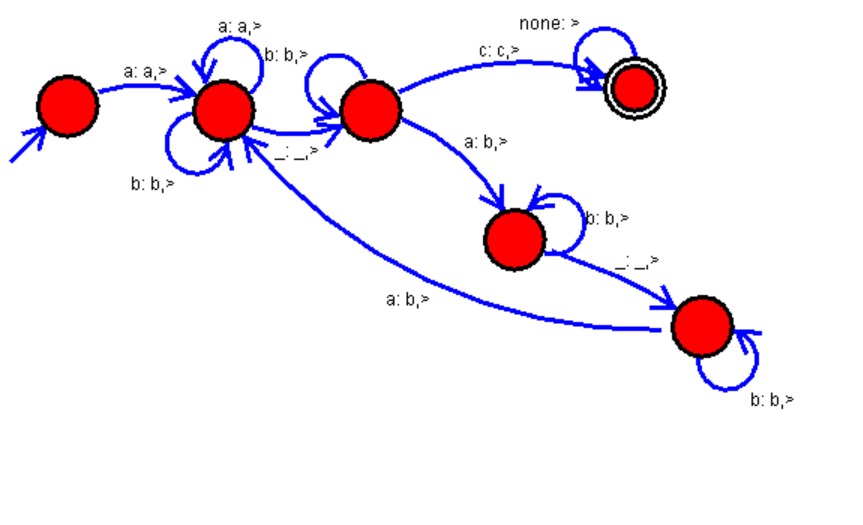 a: a,>
none: >
b: b,>
c: c,>
a: a,>
a: b,>
_: _,>
b: b,>
b: b,>
_: _,>
a: b,>
b: b,>